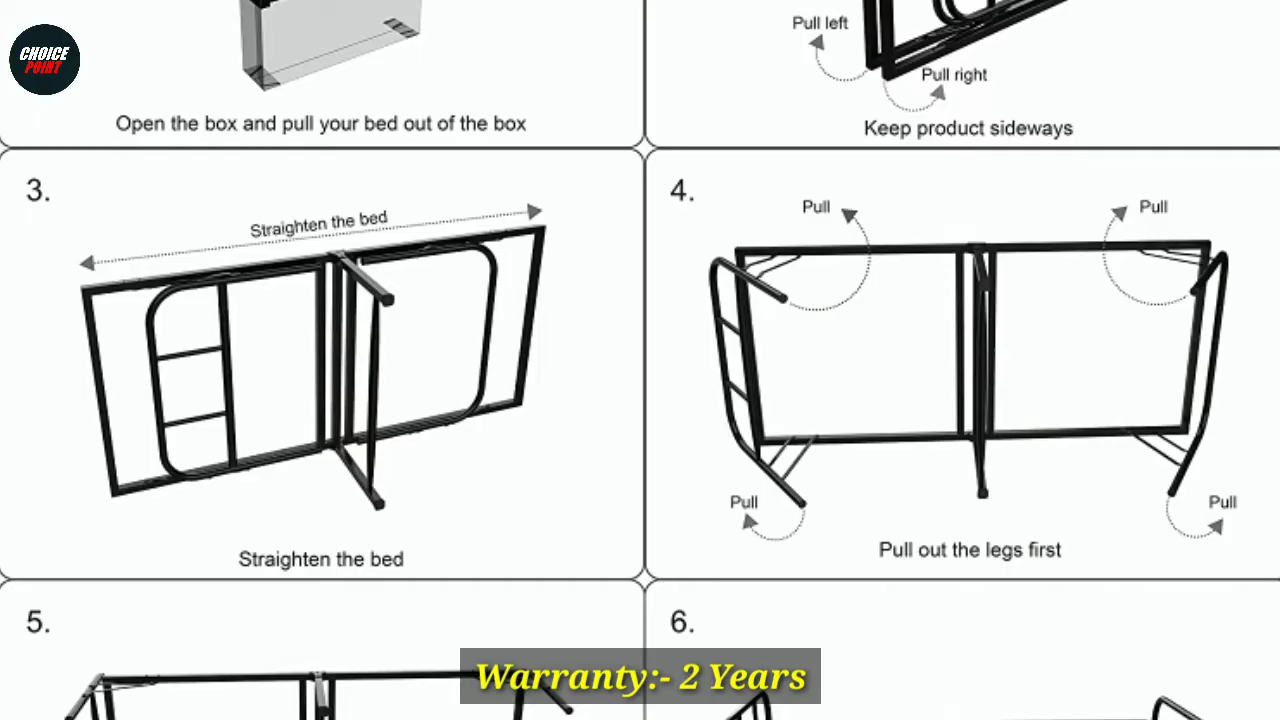 CHOICE
POINT
Pull left
Pull right
Open the box and pull your bed out of the box
Keep product sideways
3.
Straighten the bed
Straighten the bed
4.
Pull
Pull
Pull
Pull
Pull out the legs first
5.
6.
Warranty:- 2 Years